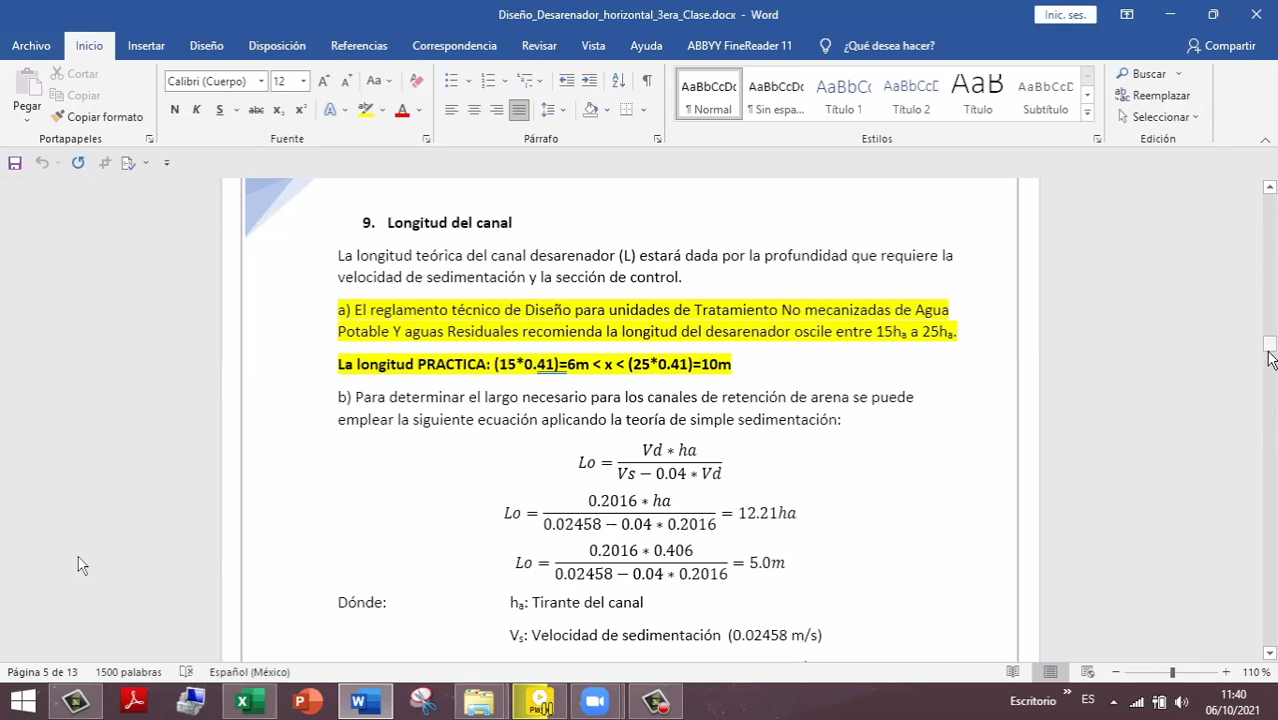 Diseño_Desarenador_horizontal_3era_Clase.docx - Word
Inic. ses.
Archivo Inicio Insertar Diseño Disposición Referencias Correspondencia Revisar Vista Ayuda ABBYY FineReader 11 ¿Qué desea hacer? Compartir
Pegar
Cortar
Copiar
Copiar formato
Portapapeles
Calibri (Cuerpo) 12
N K S abc x₂ x²
Fuente
Párrafo
AaBbCcDc AaBbCcDc AaBbC AaBbCcD AaB AaBbCcD
¶ Normal ¶ Sin espa... Título 1 Título 2 Título Subtítulo
Estilos
Buscar
Reemplazar
Seleccionar
Edición
9. Longitud del canal
La longitud teórica del canal desarenador (L) estará dada por la profundidad que requiere la
velocidad de sedimentación y la sección de control.
a) El reglamento técnico de Diseño para unidades de Tratamiento No mecanizadas de Agua
Potable Y aguas Residuales recomienda la longitud del desarenador oscile entre 15hₐ a 25hₐ.
La longitud PRACTICA: (15*0.41)=6m < x < (25*0.41)=10m
b) Para determinar el largo necesario para los canales de retención de arena se puede
emplear la siguiente ecuación aplicando la teoría de simple sedimentación:
Lo = Vd ∗ ha / Vs − 0.04 ∗ Vd
Lo = 0.2016 ∗ ha / 0.02458 − 0.04 ∗ 0.2016 = 12.21ha
Lo = 0.2016 ∗ 0.406 / 0.02458 − 0.04 ∗ 0.2016 = 5.0m
Dónde: hₐ: Tirante del canal
Vₛ: Velocidad de sedimentación (0.02458 m/s)
Página 5 de 13 1500 palabras Español (México) 110 %
Escritorio ES 11:40
06/10/2021